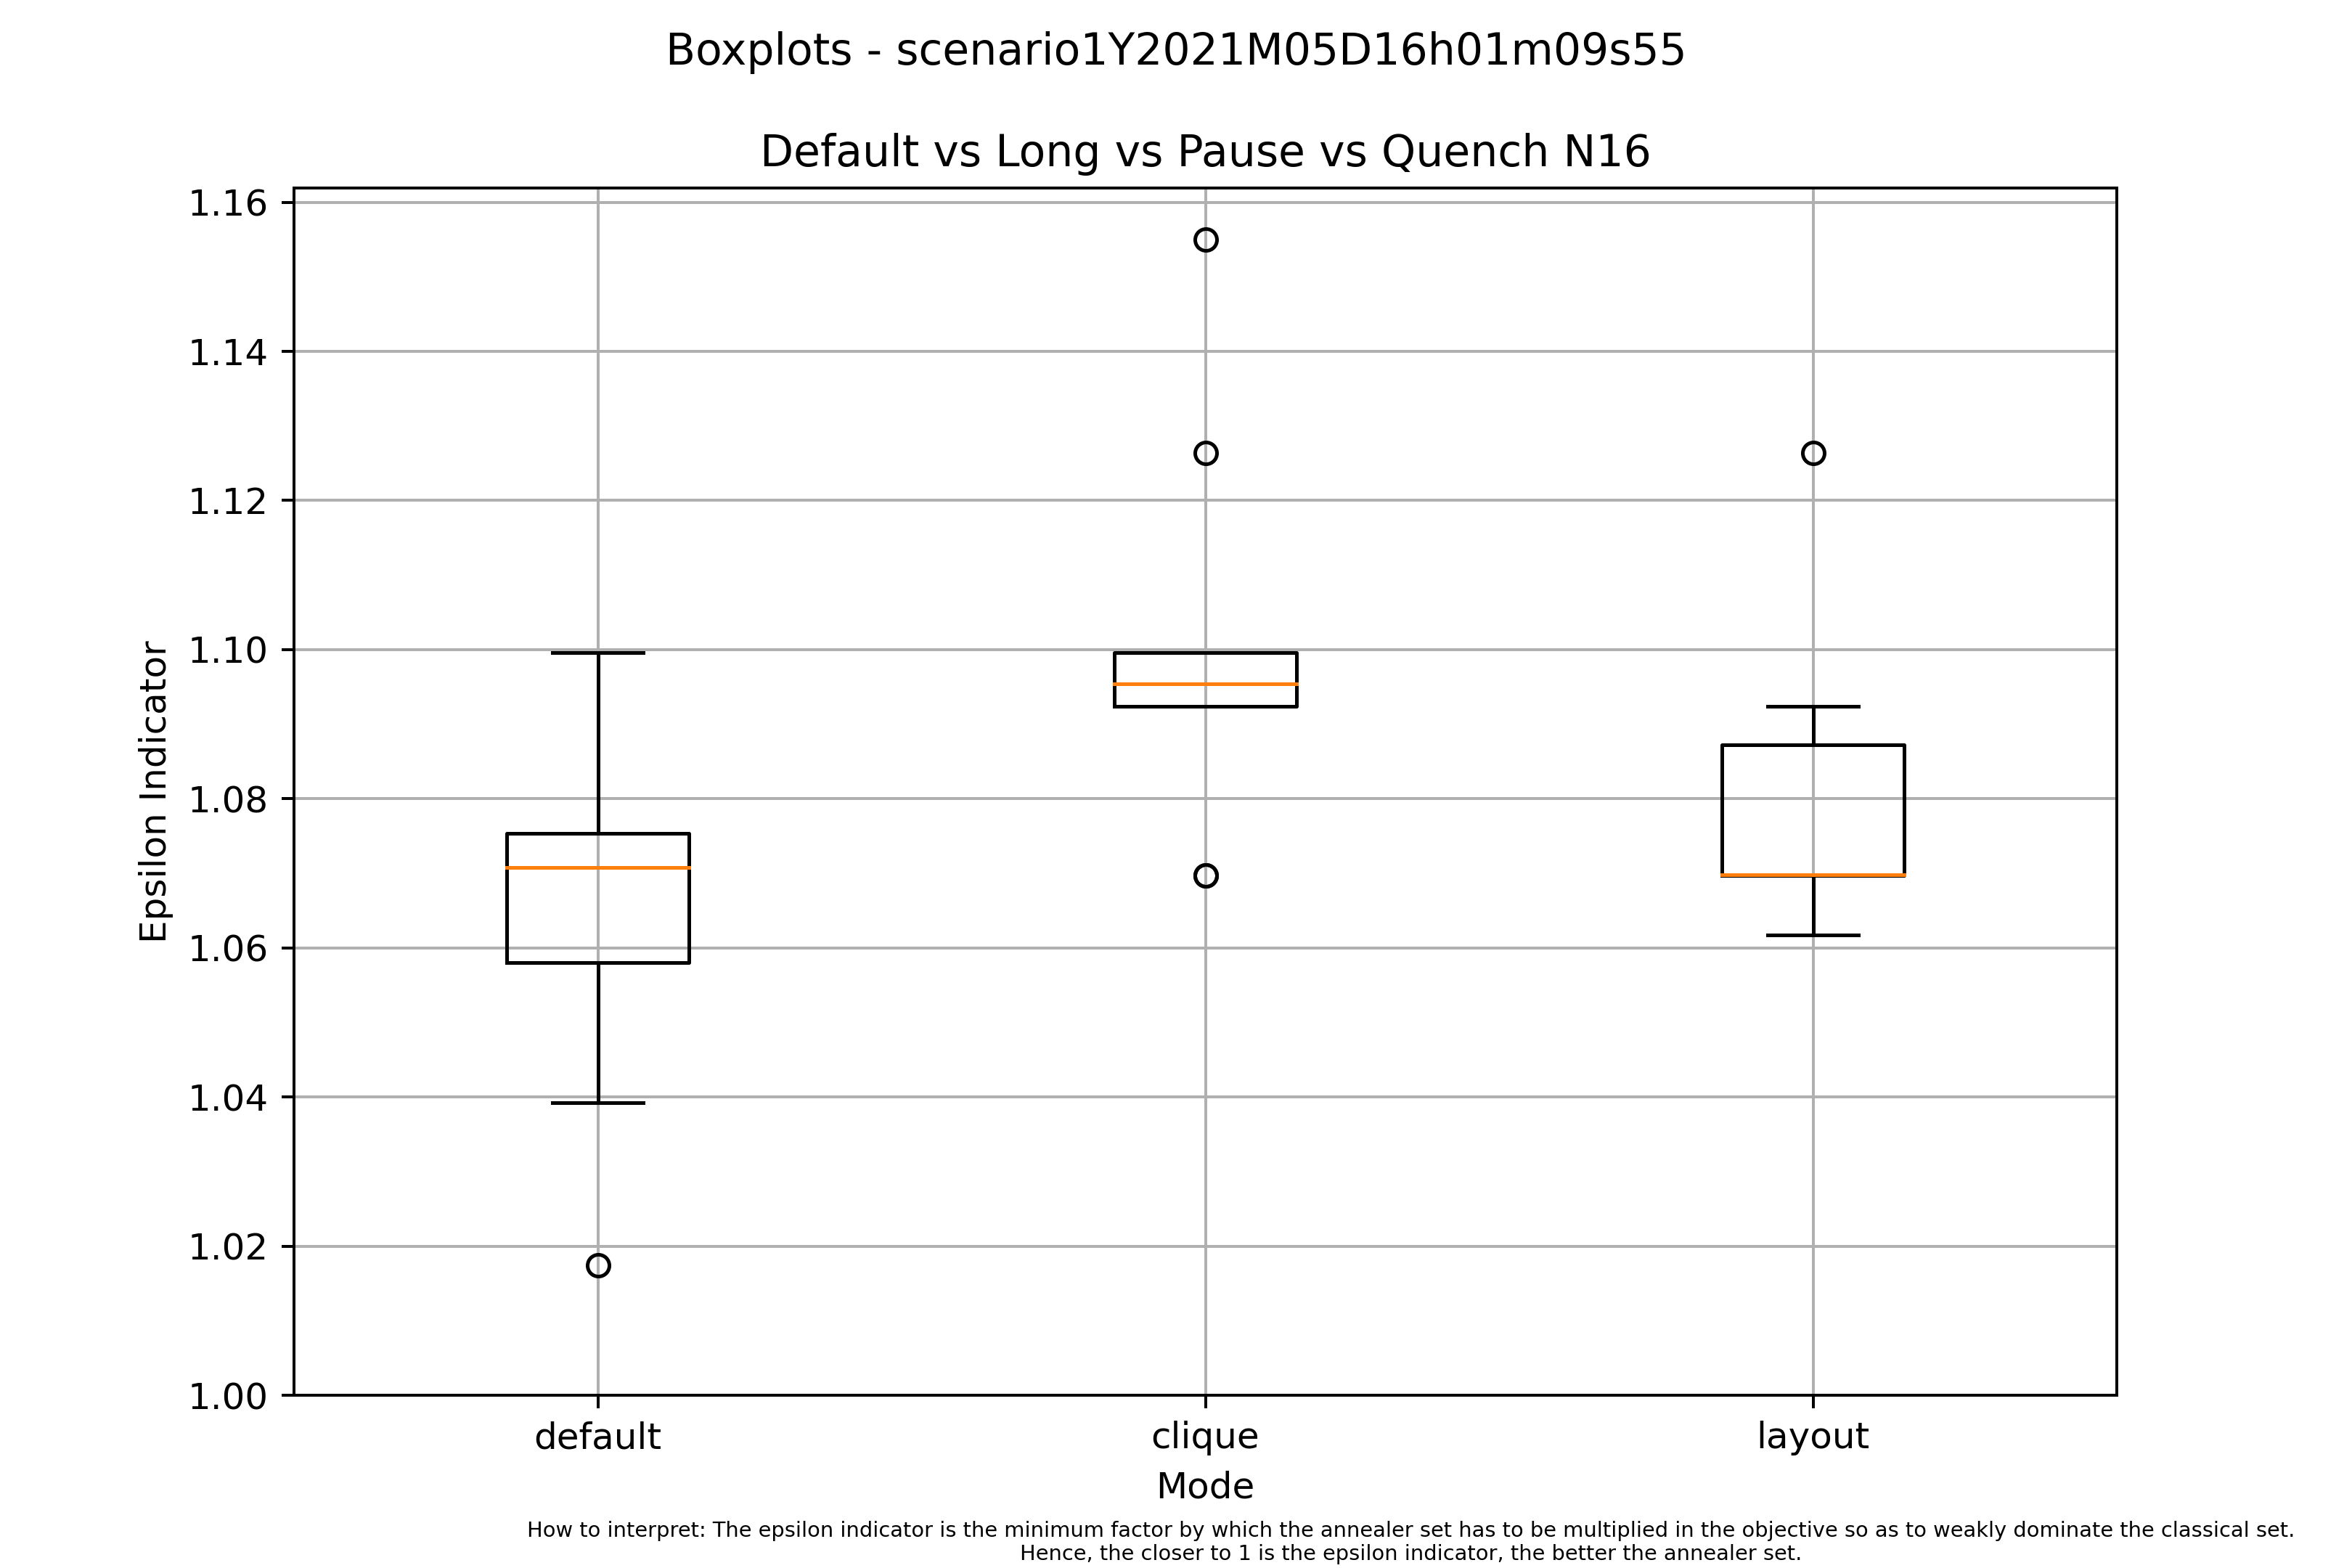 Boxplots - scenario1Y2021M05D16h01m09s55
Default vs Long vs Pause vs Quench N16
1.16
1.14
1.12
1.10
1.08
1.06
1.04
1.02
1.00
Epsilon Indicator
default clique layout
Mode
How to interpret: The epsilon indicator is the minimum factor by which the annealer set has to be multiplied in the objective so as to weakly dominate the classical set.
Hence, the closer to 1 is the epsilon indicator, the better the annealer set.